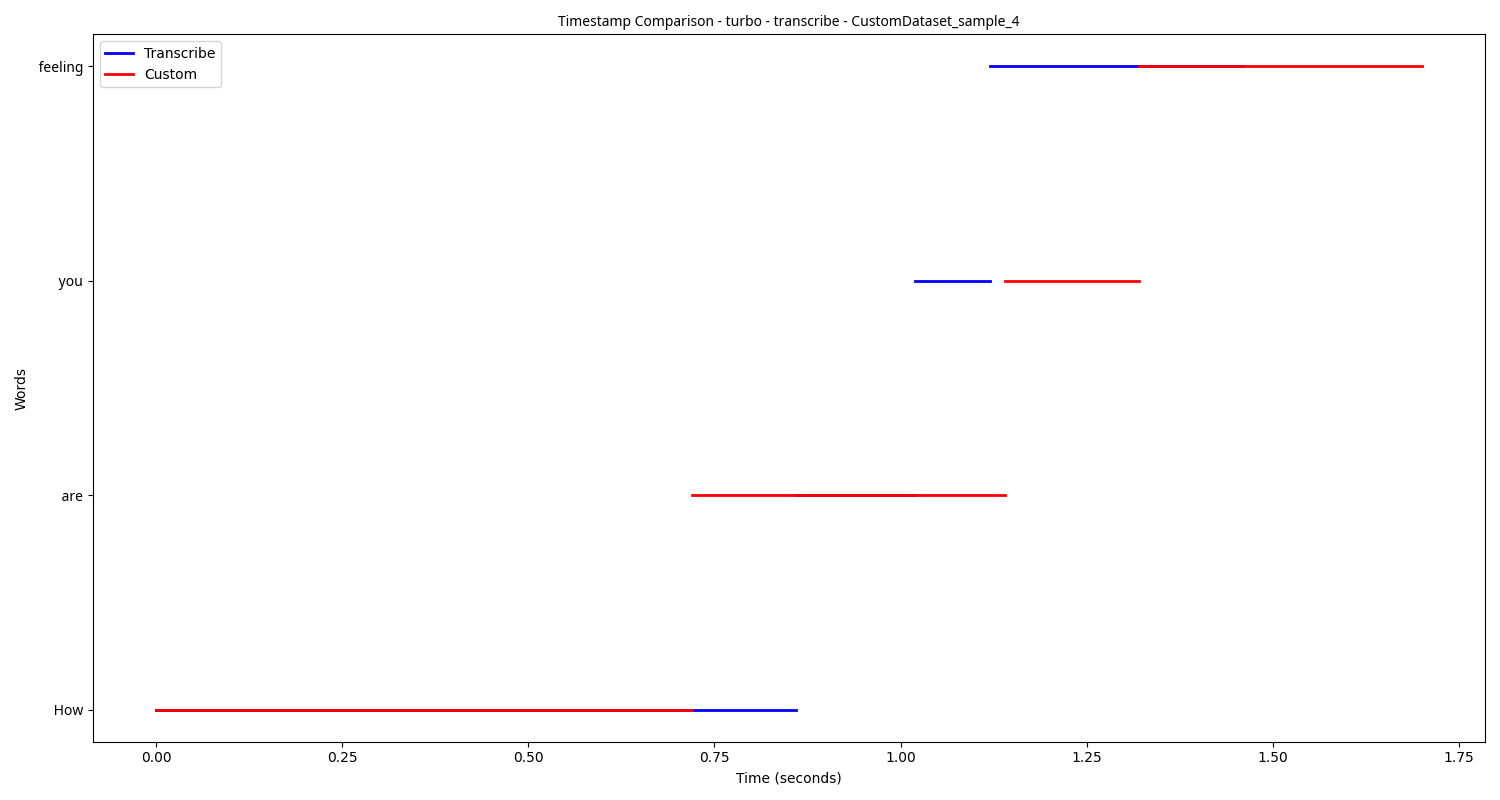 Timestamp Comparison - turbo - transcribe - CustomDataset_sample_4
Transcribe
Custom
feeling
you
are
How
Words
0.00 0.25 0.50 0.75 1.00 1.25 1.50 1.75
Time (seconds)